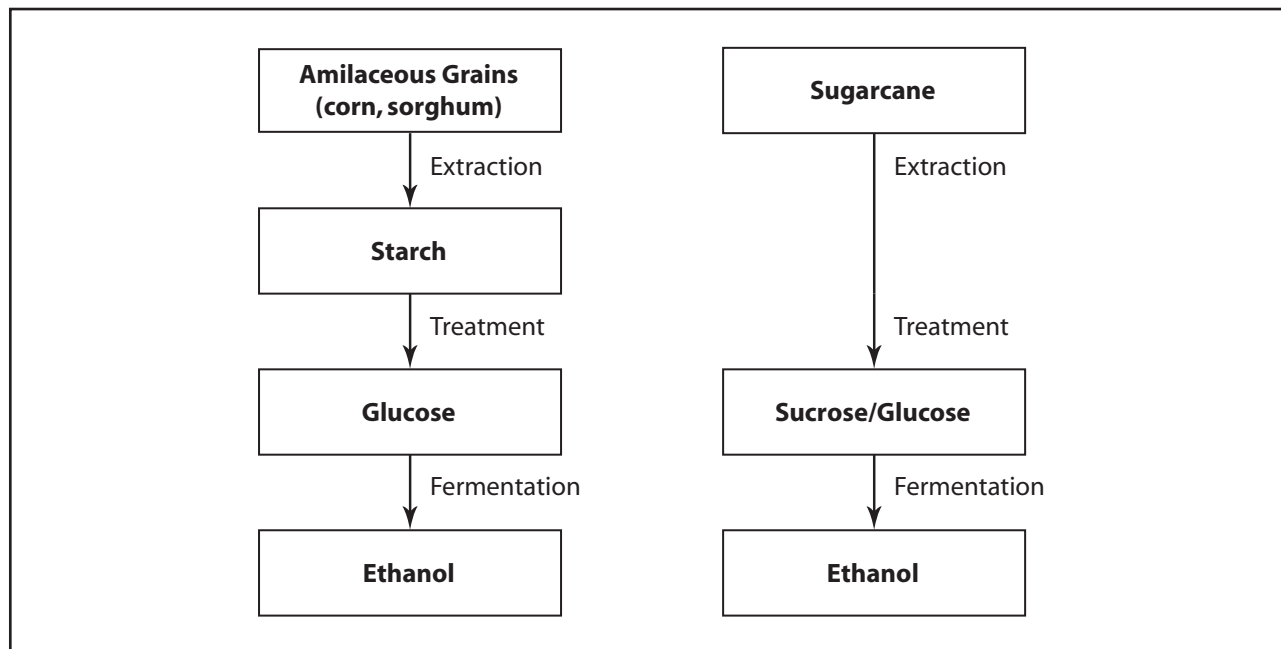 Amilaceous Grains
(corn, sorghum)
Extraction
Starch
Treatment
Glucose
Fermentation
Ethanol
Sugarcane
Extraction
Treatment
Sucrose/Glucose
Fermentation
Ethanol